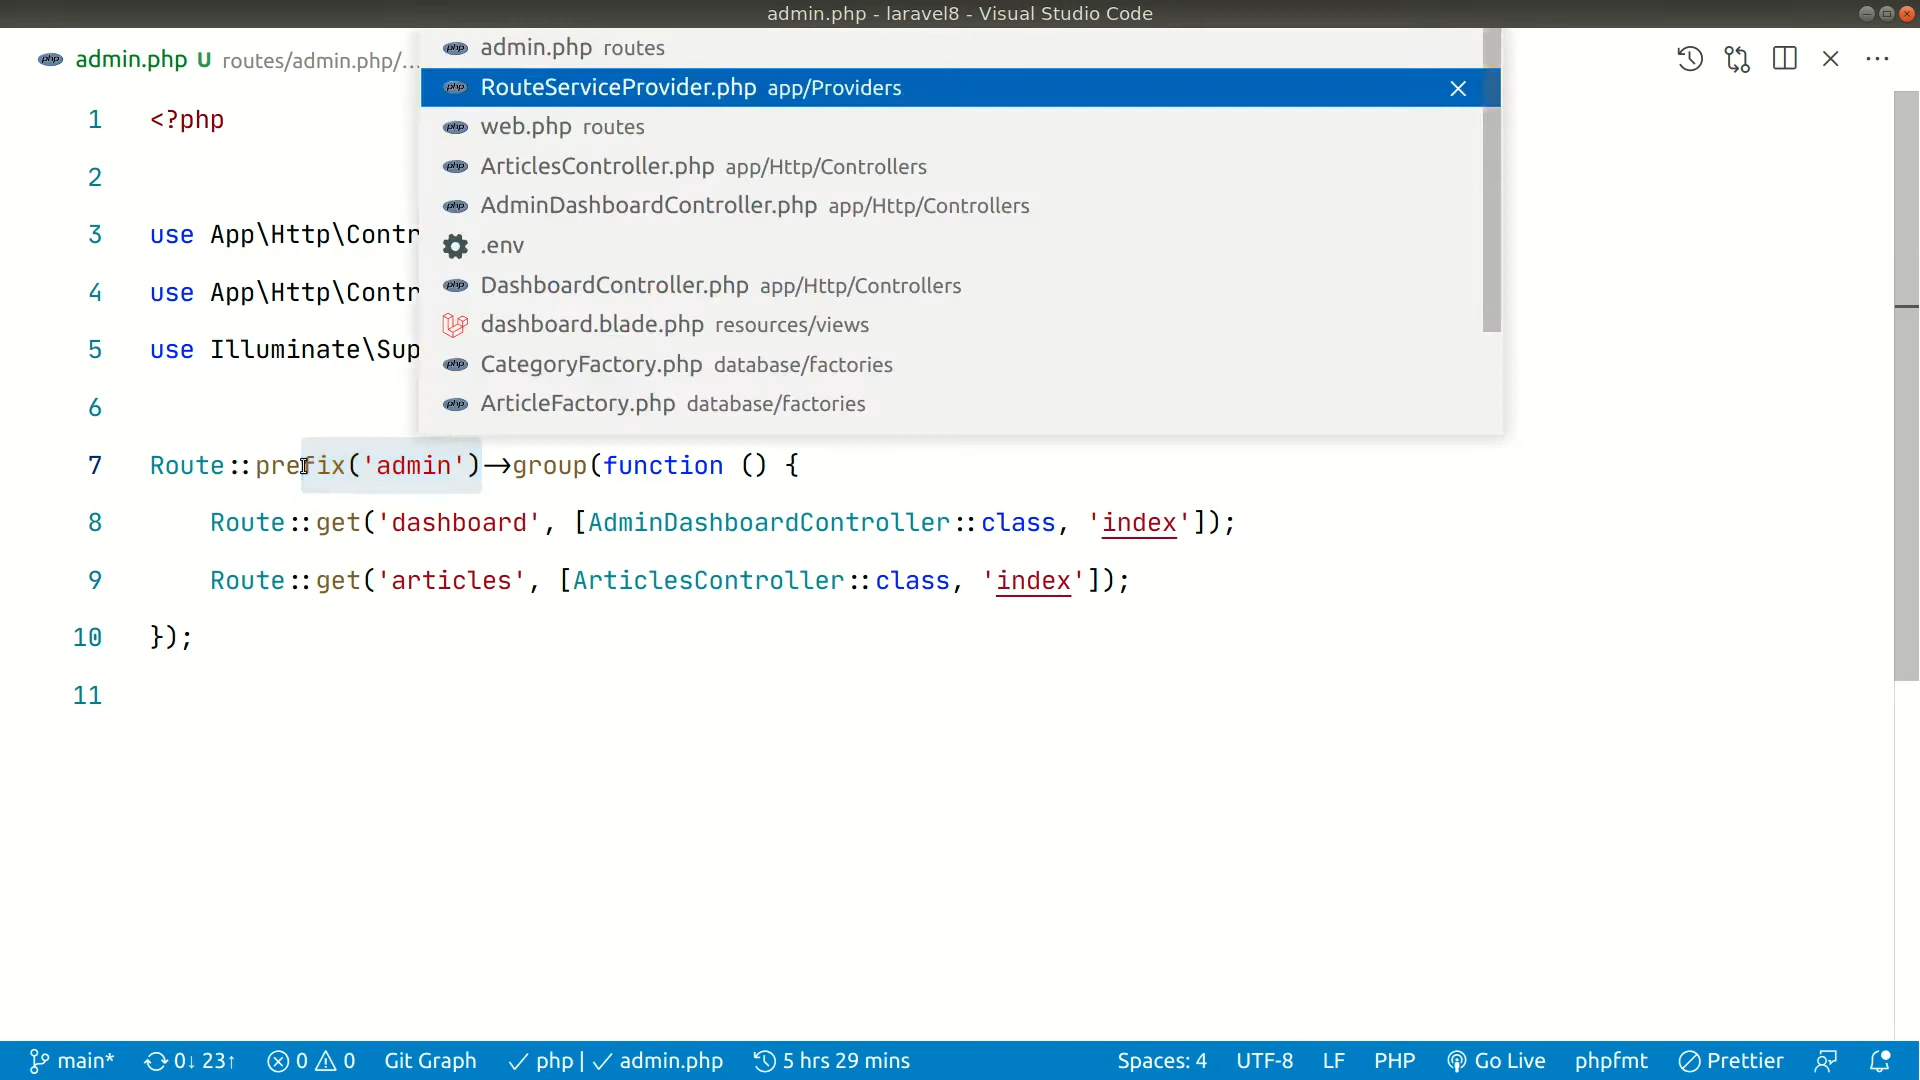 admin.php - laravel8 - Visual Studio Code
admin.php U routes/admin.php/...
admin.php routes
RouteServiceProvider.php app/Providers
web.php routes
ArticlesController.php app/Http/Controllers
AdminDashboardController.php app/Http/Controllers
.env
DashboardController.php app/Http/Controllers
dashboard.blade.php resources/views
CategoryFactory.php database/factories
ArticleFactory.php database/factories
1 <?php
2
3 use App\Http\Contr
4 use App\Http\Contr
5 use Illuminate\Sup
6
7 Route::prefix('admin')->group(function () {
8 Route::get('dashboard', [AdminDashboardController::class, 'index']);
9 Route::get('articles', [ArticlesController::class, 'index']);
10 });
11
main* 0↓ 23↑ 0 0 Git Graph ✓ php | ✓ admin.php 5 hrs 29 mins Spaces: 4 UTF-8 LF PHP Go Live phpfmt Prettier